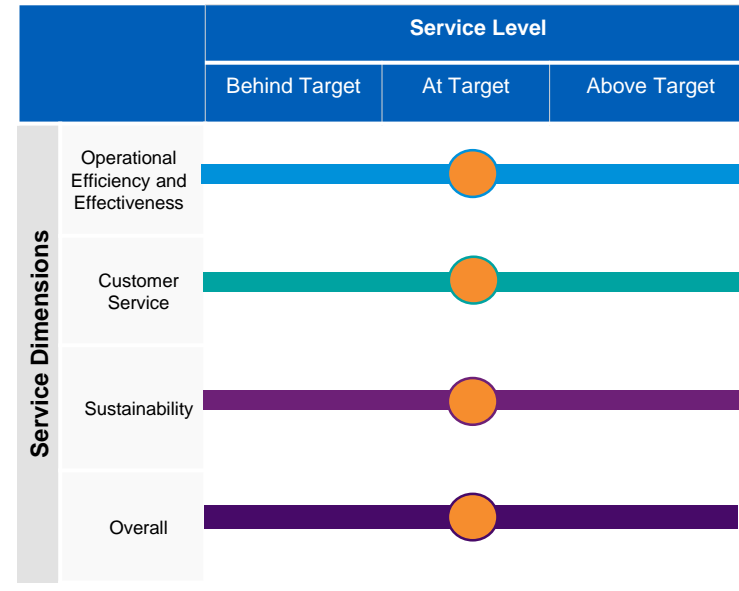 Service Level
Behind Target
At Target
Above Target
Service Dimensions
Operational
Efficiency and
Effectiveness
Customer
Service
Sustainability
Overall